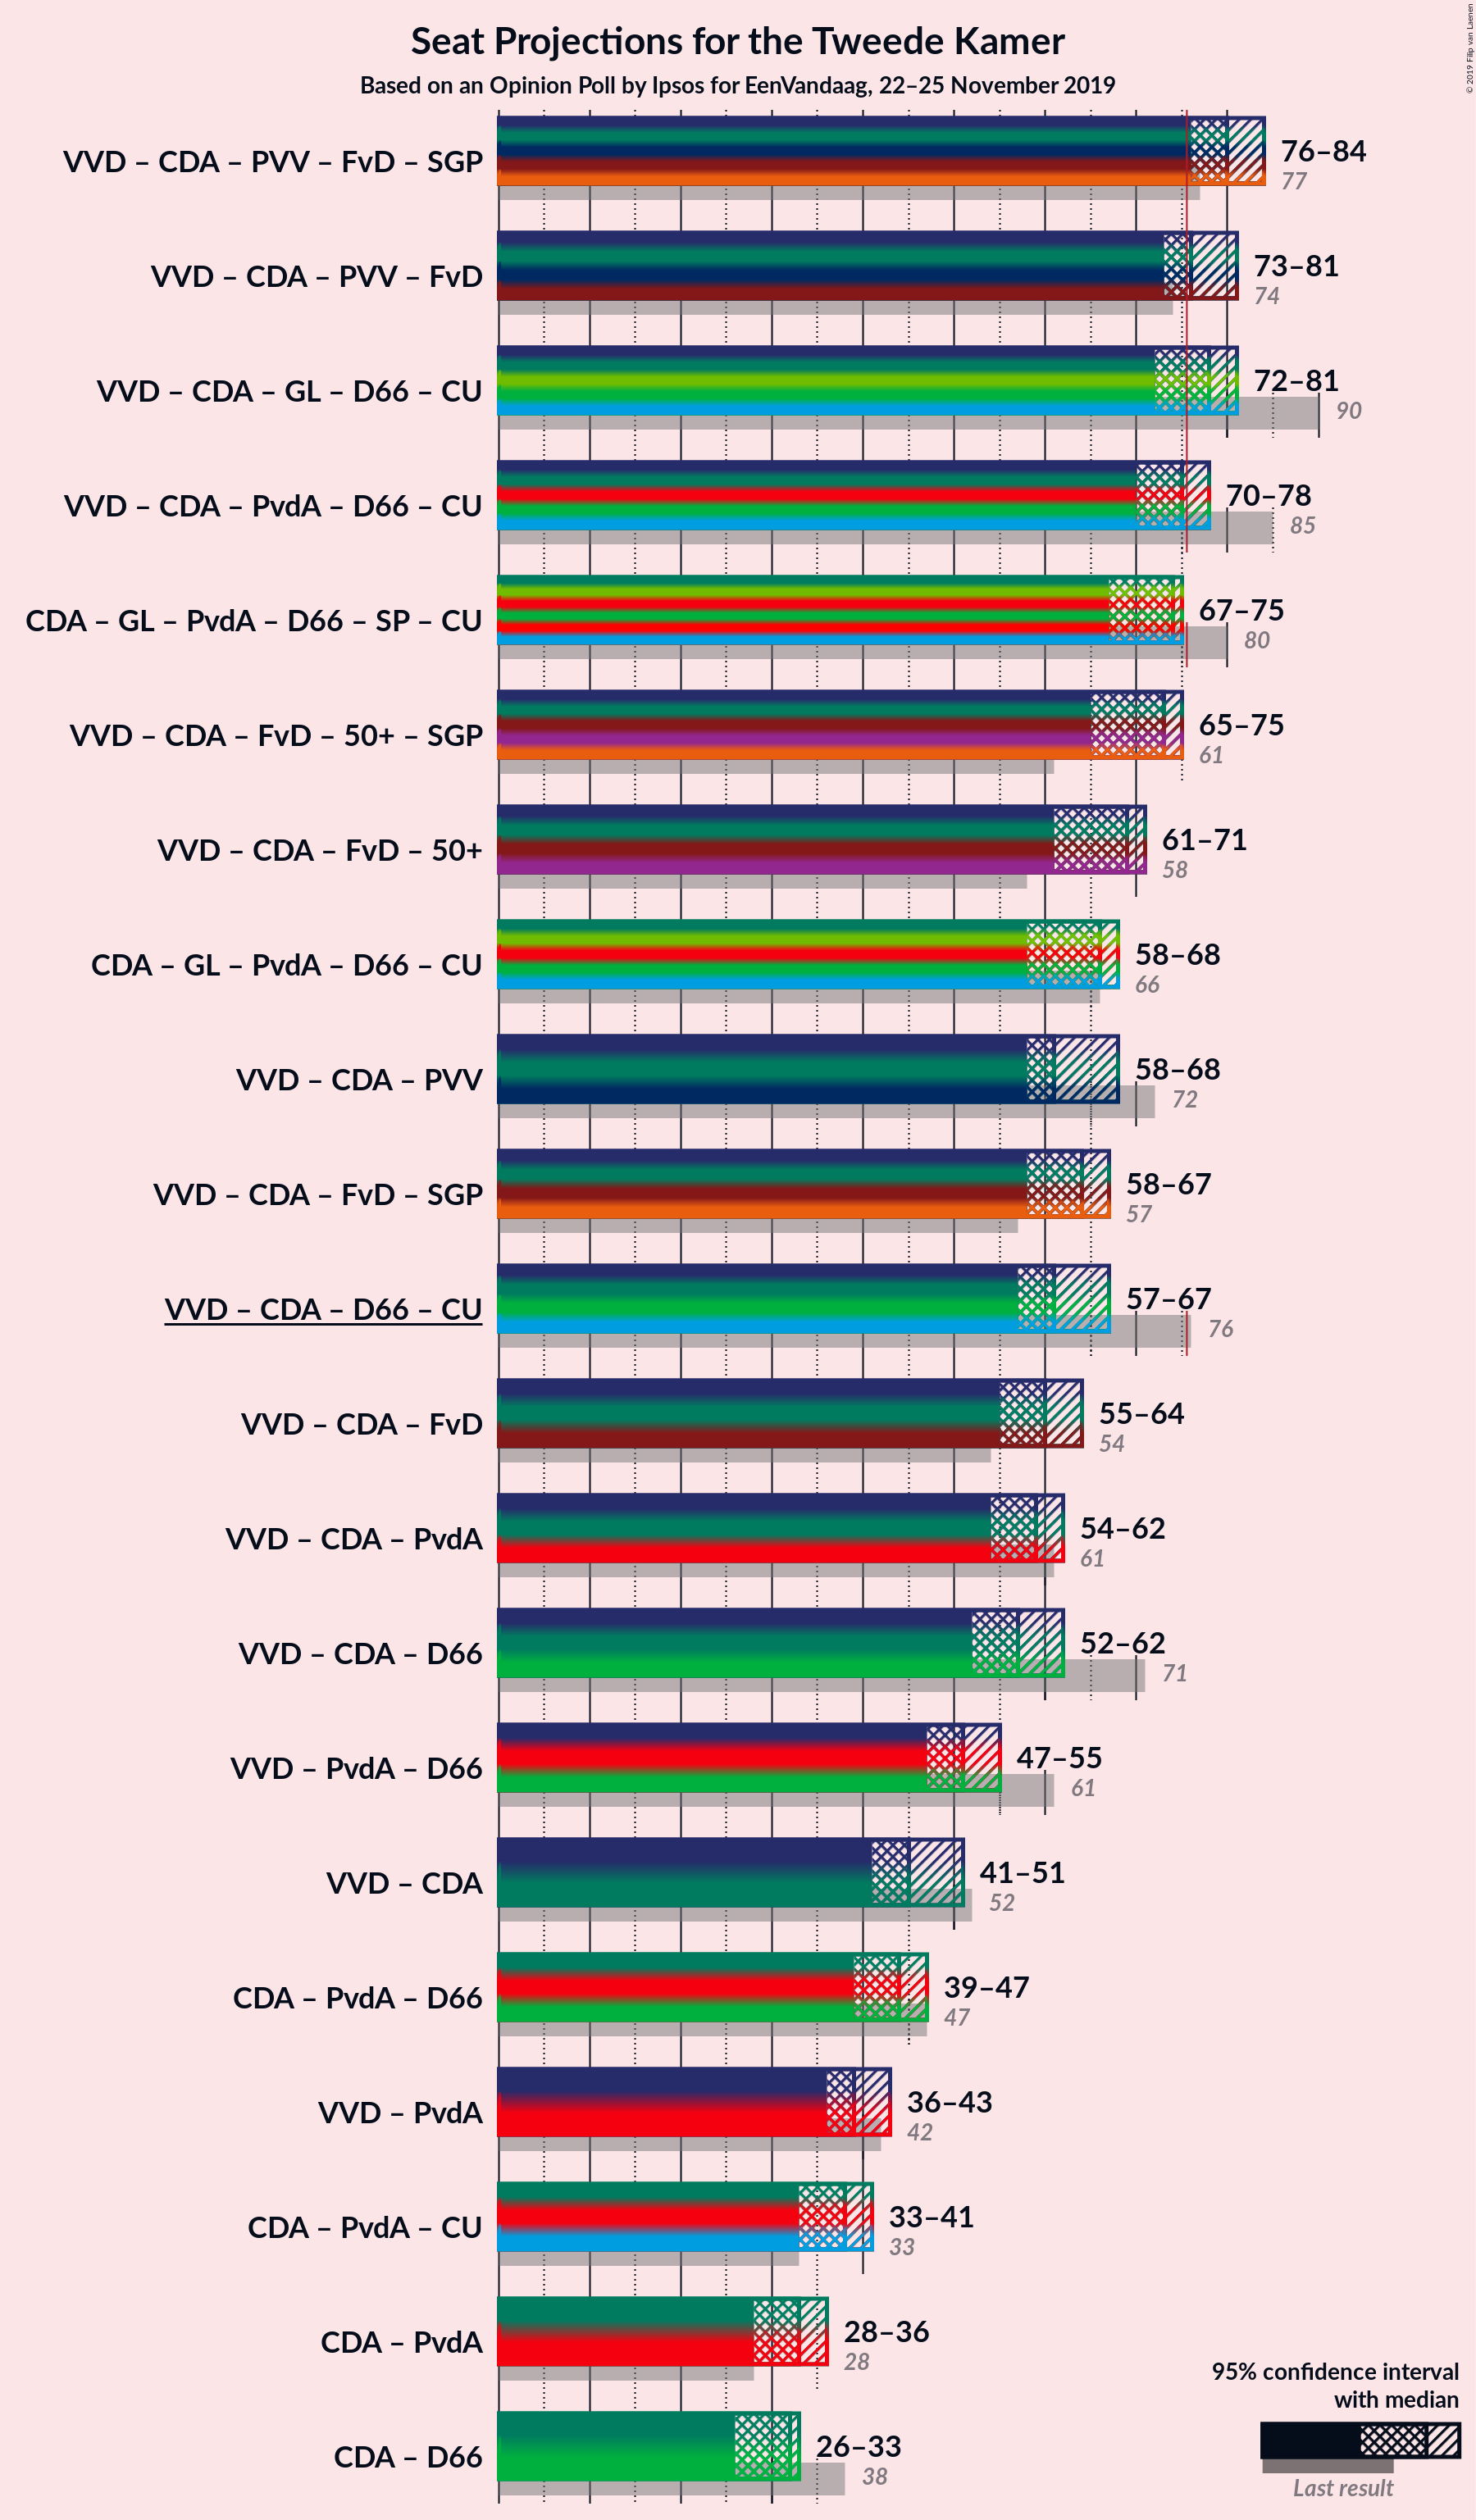 Seat Projections for the Tweede Kamer
Based on an Opinion Poll by Ipsos for EenVandaag, 22–25 November 2019
© 2019 Filip van Laenen
VVD – CDA – PVV – FvD – SGP
76–84
77
VVD – CDA – PVV – FvD
73–81
74
VVD – CDA – GL – D66 – CU
72–81
90
VVD – CDA – PvdA – D66 – CU
70–78
85
CDA – GL – PvdA – D66 – SP – CU
67–75
80
VVD – CDA – FvD – 50+ – SGP
65–75
61
VVD – CDA – FvD – 50+
61–71
58
CDA – GL – PvdA – D66 – CU
58–68
66
VVD – CDA – PVV
58–68
72
VVD – CDA – FvD – SGP
58–67
57
VVD – CDA – D66 – CU
57–67
76
VVD – CDA – FvD
55–64
54
VVD – CDA – PvdA
54–62
61
VVD – CDA – D66
52–62
71
VVD – PvdA – D66
47–55
61
VVD – CDA
41–51
52
CDA – PvdA – D66
39–47
47
VVD – PvdA
36–43
42
CDA – PvdA – CU
33–41
33
CDA – PvdA
28–36
28
CDA – D66
26–33
38
95% confidence interval
with median
Last result